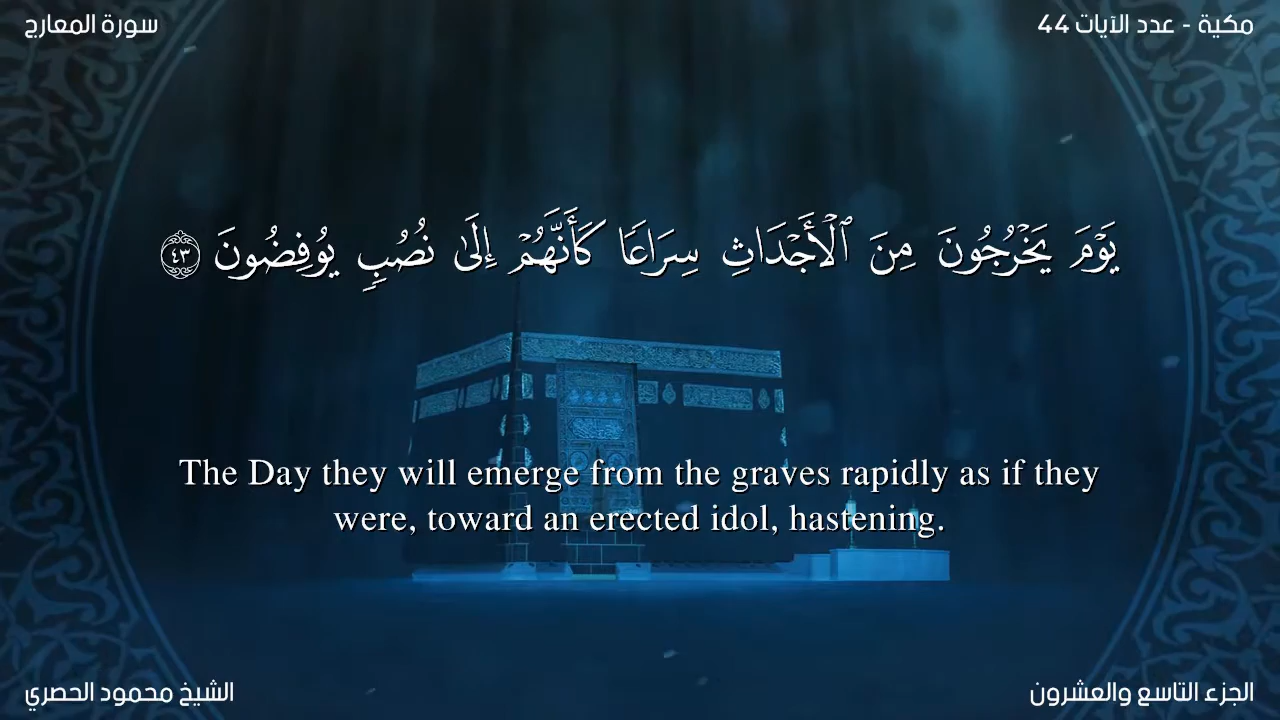 مكية - عدد الآيات 44
سورة المعارج
يَوْمَ يَخْرُجُونَ مِنَ ٱلْأَجْدَاثِ سِرَاعًا كَأَنَّهُمْ إِلَىٰ نُصُبٍ يُوفِضُونَ ٤٣
The Day they will emerge from the graves rapidly as if they
were, toward an erected idol, hastening.
الجزء التاسع والعشرون
الشيخ محمود الحصري